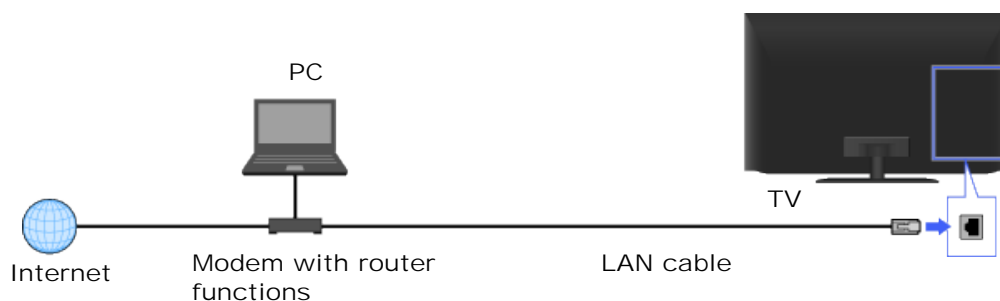 PC
TV
Internet
Modem with router
functions
LAN cable